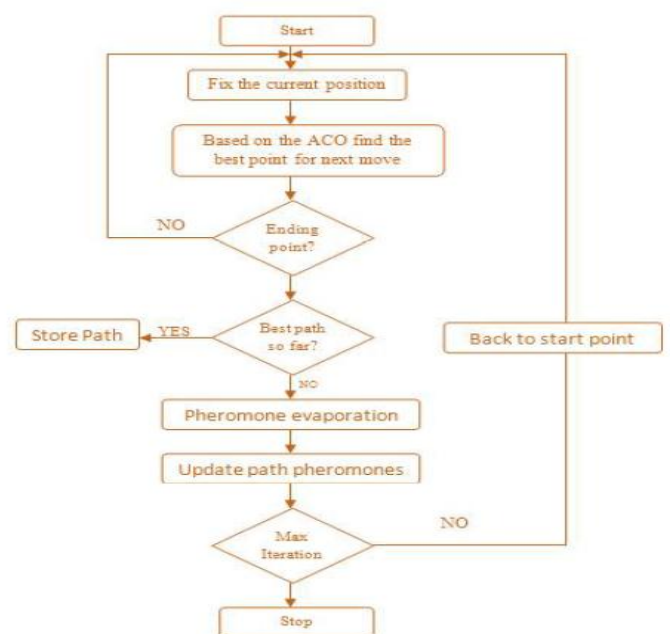 Start
Fix the current position
Based on the ACO find the
best point for next move
NO
Ending
point?
Store Path
YES
Best path
so far?
Back to start point
NO
Pheromone evaporation
Update path pheromones
NO
Max
Iteration
Stop